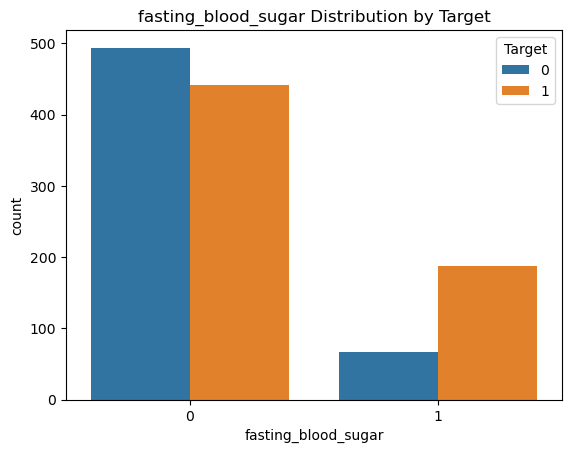 fasting_blood_sugar Distribution by Target
500
400
300
200
100
0
count
Target
0
1
0 1
fasting_blood_sugar